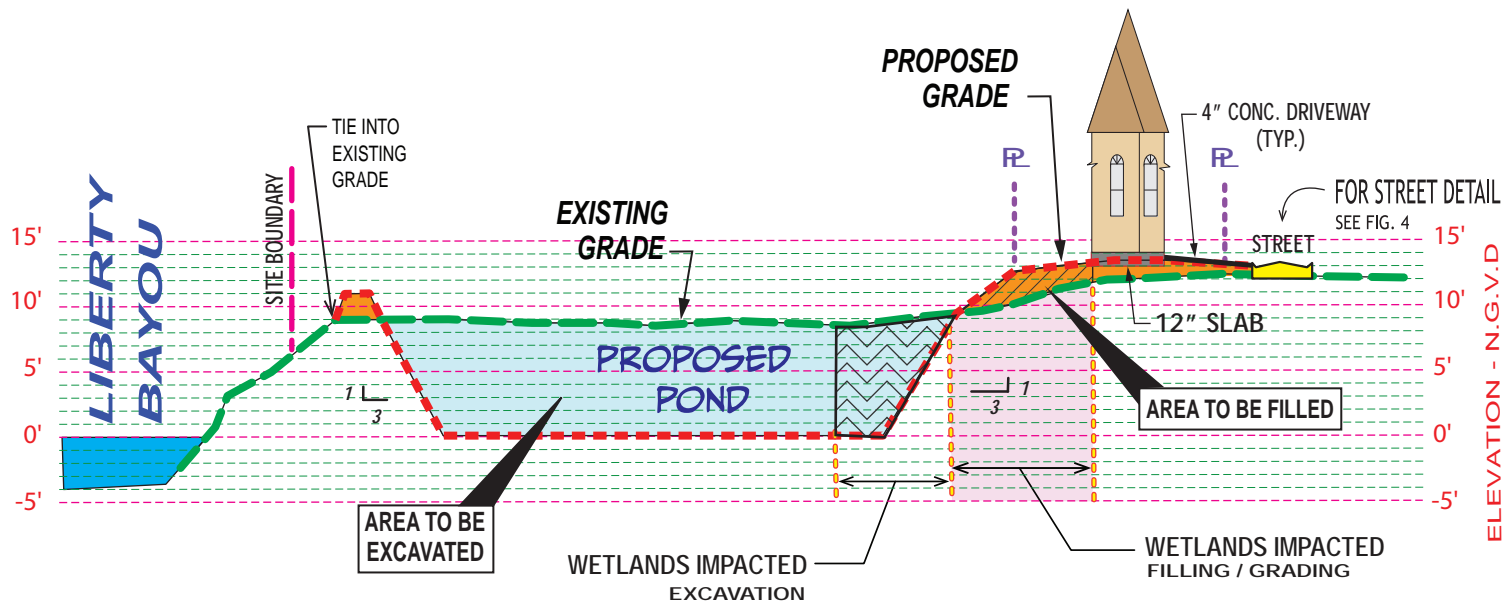 PROPOSED
GRADE
4" CONC. DRIVEWAY
(TYP.)
TIE INTO
EXISTING
GRADE
PL
PL
LIBERTY
BAYOU
SITE BOUNDARY
EXISTING
GRADE
FOR STREET DETAIL
SEE FIG. 4
STREET
15'
10'
5'
0'
-5'
15'
10'
5'
0'
-5'
ELEVATION - N.G.V.D
12" SLAB
PROPOSED
POND
1
3
1
3
AREA TO BE FILLED
AREA TO BE
EXCAVATED
WETLANDS IMPACTED
EXCAVATION
WETLANDS IMPACTED
FILLING / GRADING